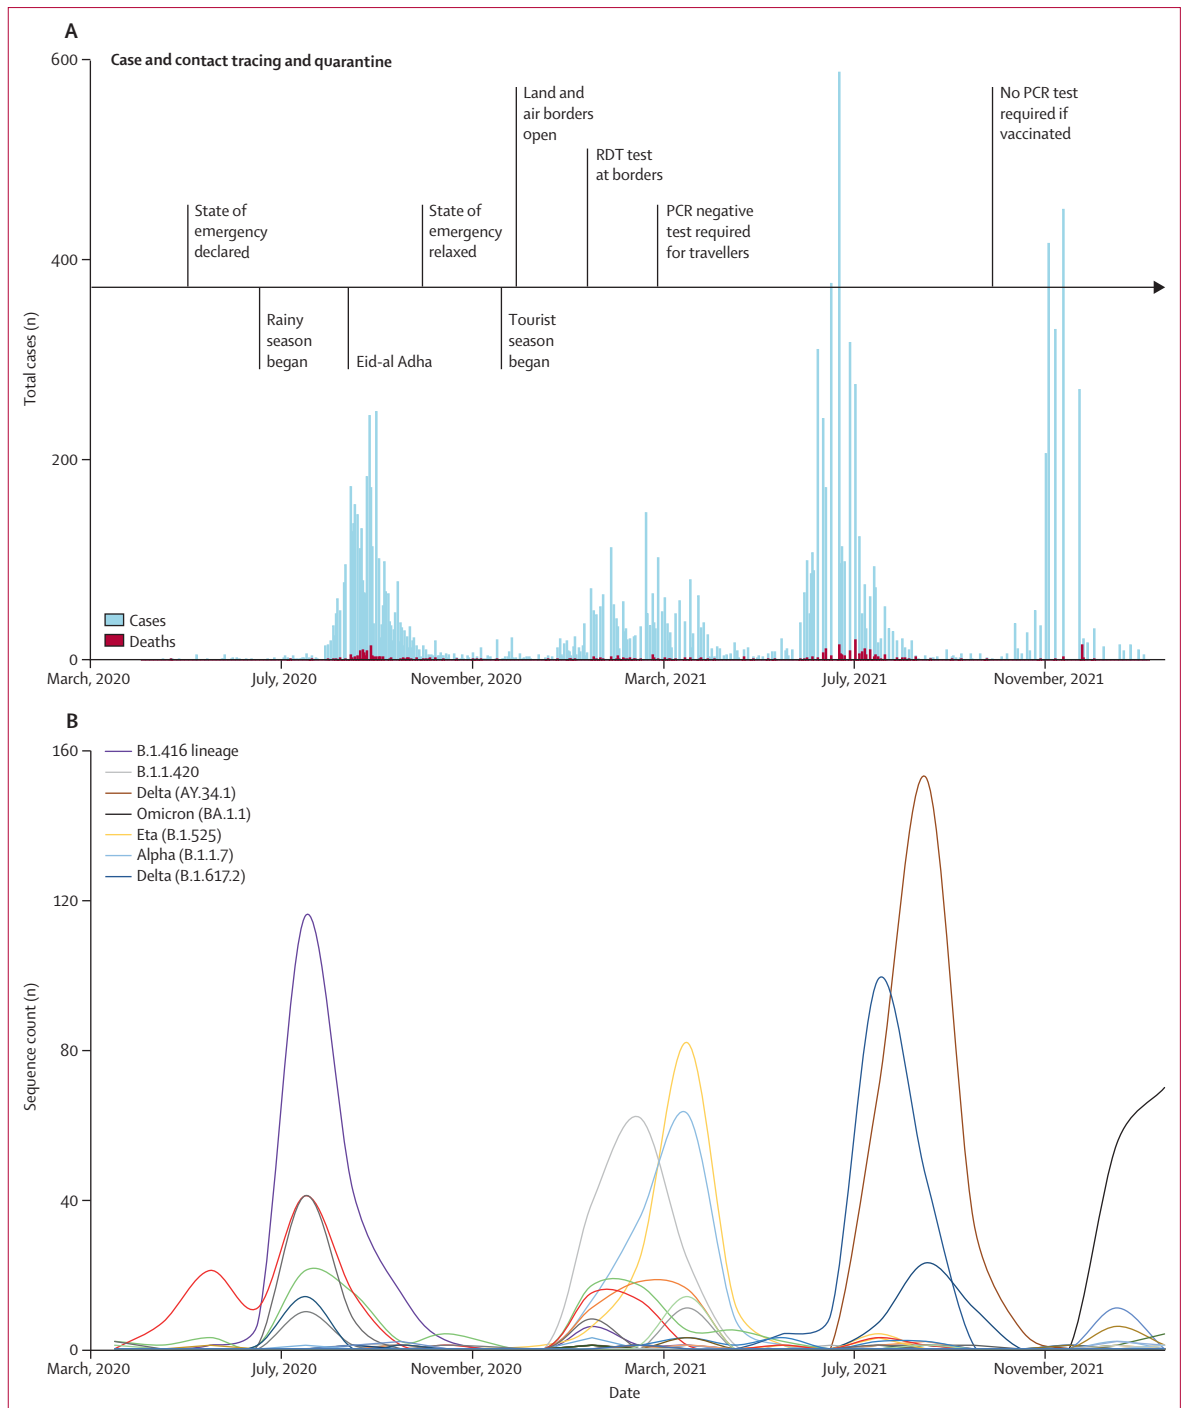 A
Case and contact tracing and quarantine
600
400
200
0
Total cases (n)
Land and
air borders
open
No PCR test
required if
vaccinated
RDT test
at borders
State of
emergency
declared
State of
emergency
relaxed
PCR negative
test required
for travellers
Rainy
season
began
Eid-al Adha
Tourist
season
began
Cases
Deaths
March, 2020
July, 2020
November, 2020
March, 2021
July, 2021
November, 2021
B
160
120
80
40
0
Sequence count (n)
B.1.416 lineage
B.1.1.420
Delta (AY.34.1)
Omicron (BA.1.1)
Eta (B.1.525)
Alpha (B.1.1.7)
Delta (B.1.617.2)
March, 2020
July, 2020
November, 2020
March, 2021
July, 2021
November, 2021
Date